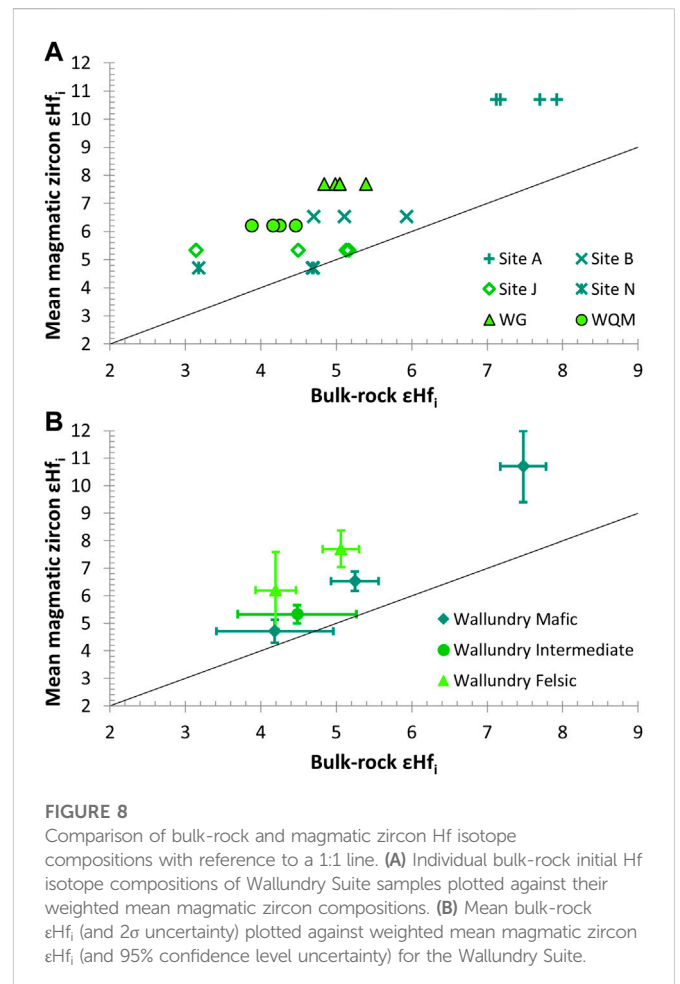 A
12
11
10
9
8
7
6
5
4
3
2
Mean magmatic zircon εHfi
+ Site A × Site B
Site J Site N
WG WQM
2 3 4 5 6 7 8 9
Bulk-rock εHfi
B
12
11
10
9
8
7
6
5
4
3
2
Mean magmatic zircon εHfi
Wallundry Mafic
Wallundry Intermediate
Wallundry Felsic
2 3 4 5 6 7 8 9
Bulk-rock εHfi
FIGURE 8
Comparison of bulk-rock and magmatic zircon Hf isotope
compositions with reference to a 1:1 line. (A) Individual bulk-rock initial Hf
isotope compositions of Wallundry Suite samples plotted against their
weighted mean magmatic zircon compositions. (B) Mean bulk-rock
εHfi (and 2σ uncertainty) plotted against weighted mean magmatic zircon
εHfi (and 95% confidence level uncertainty) for the Wallundry Suite.